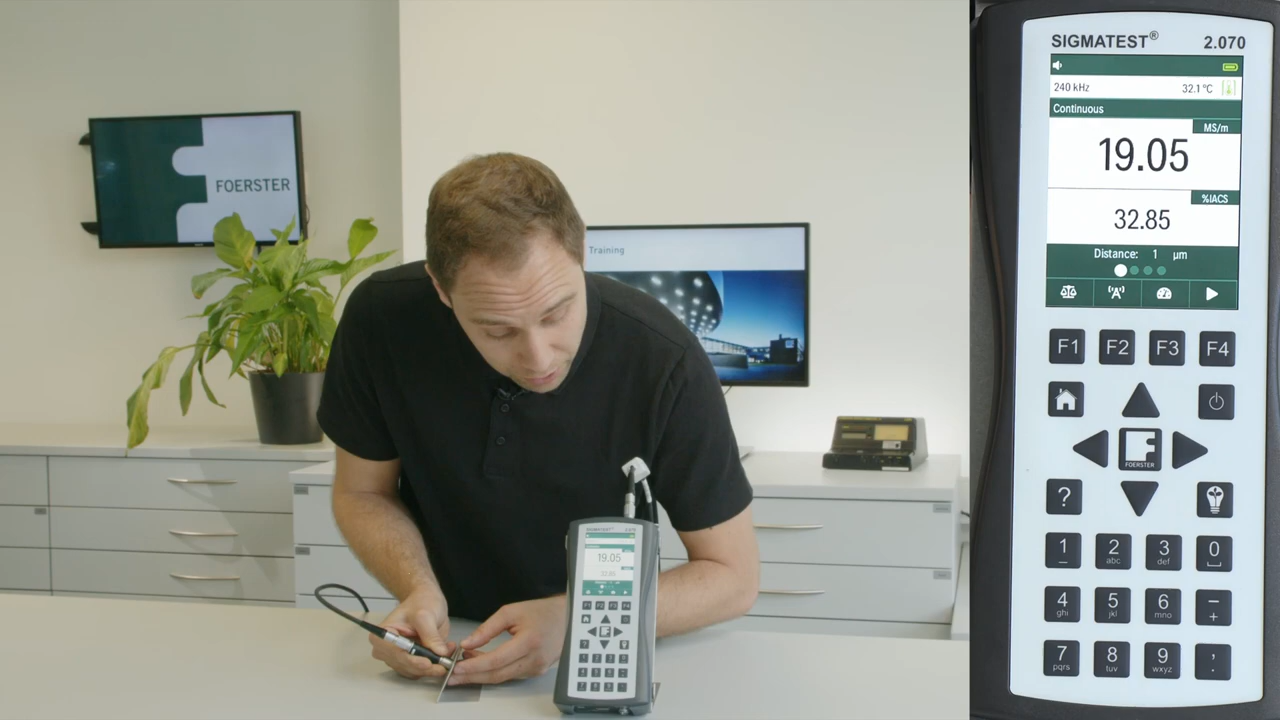 FOERSTER
Training
19.05
SIGMATEST® 2.070
240 kHz 32.1 °C
Continuous
MS/m
19.05
%IACS
32.85
Distance: 1 µm
F1 F2 F3 F4
FOERSTER
?
1 2 abc 3 def 0
4 ghi 5 jkl 6 mno − +
7 pqrs 8 tuv 9 wxyz , .